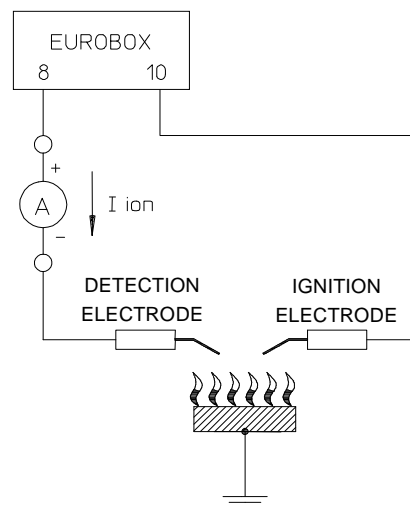 EUROBOX
8 10
+
A I ion
-
DETECTION IGNITION
ELECTRODE ELECTRODE